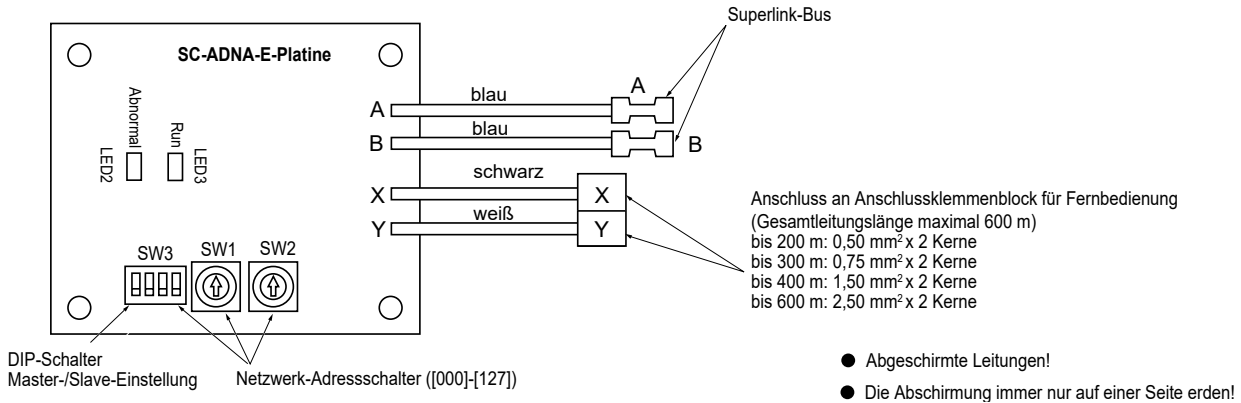 Superlink-Bus
SC-ADNA-E-Platine
A blau A
B blau B
Abnormal
LED2
Run
LED3
X schwarz X
Y weiß Y
SW3 SW1 SW2
Anschluss an Anschlussklemmenblock für Fernbedienung
(Gesamtleitungslänge maximal 600 m)
bis 200 m: 0,50 mm² x 2 Kerne
bis 300 m: 0,75 mm² x 2 Kerne
bis 400 m: 1,50 mm² x 2 Kerne
bis 600 m: 2,50 mm² x 2 Kerne
DIP-Schalter
Master-/Slave-Einstellung
Netzwerk-Adressschalter ([000]-[127])
● Abgeschirmte Leitungen!
● Die Abschirmung immer nur auf einer Seite erden!